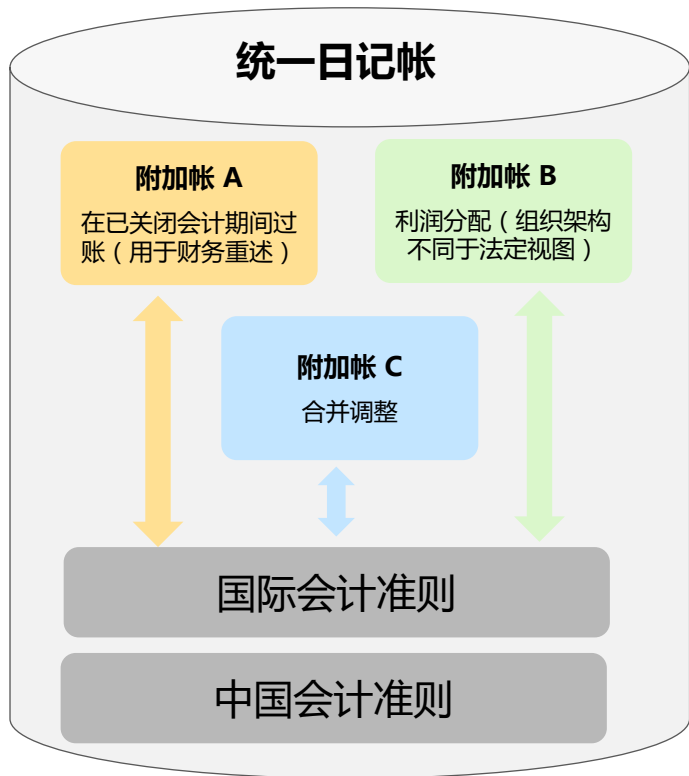 统一日记帐
附加帐 A
在已关闭会计期间过
账（用于财务重述）
附加帐 B
利润分配（组织架构
不同于法定视图）
附加帐 C
合并调整
国际会计准则
中国会计准则